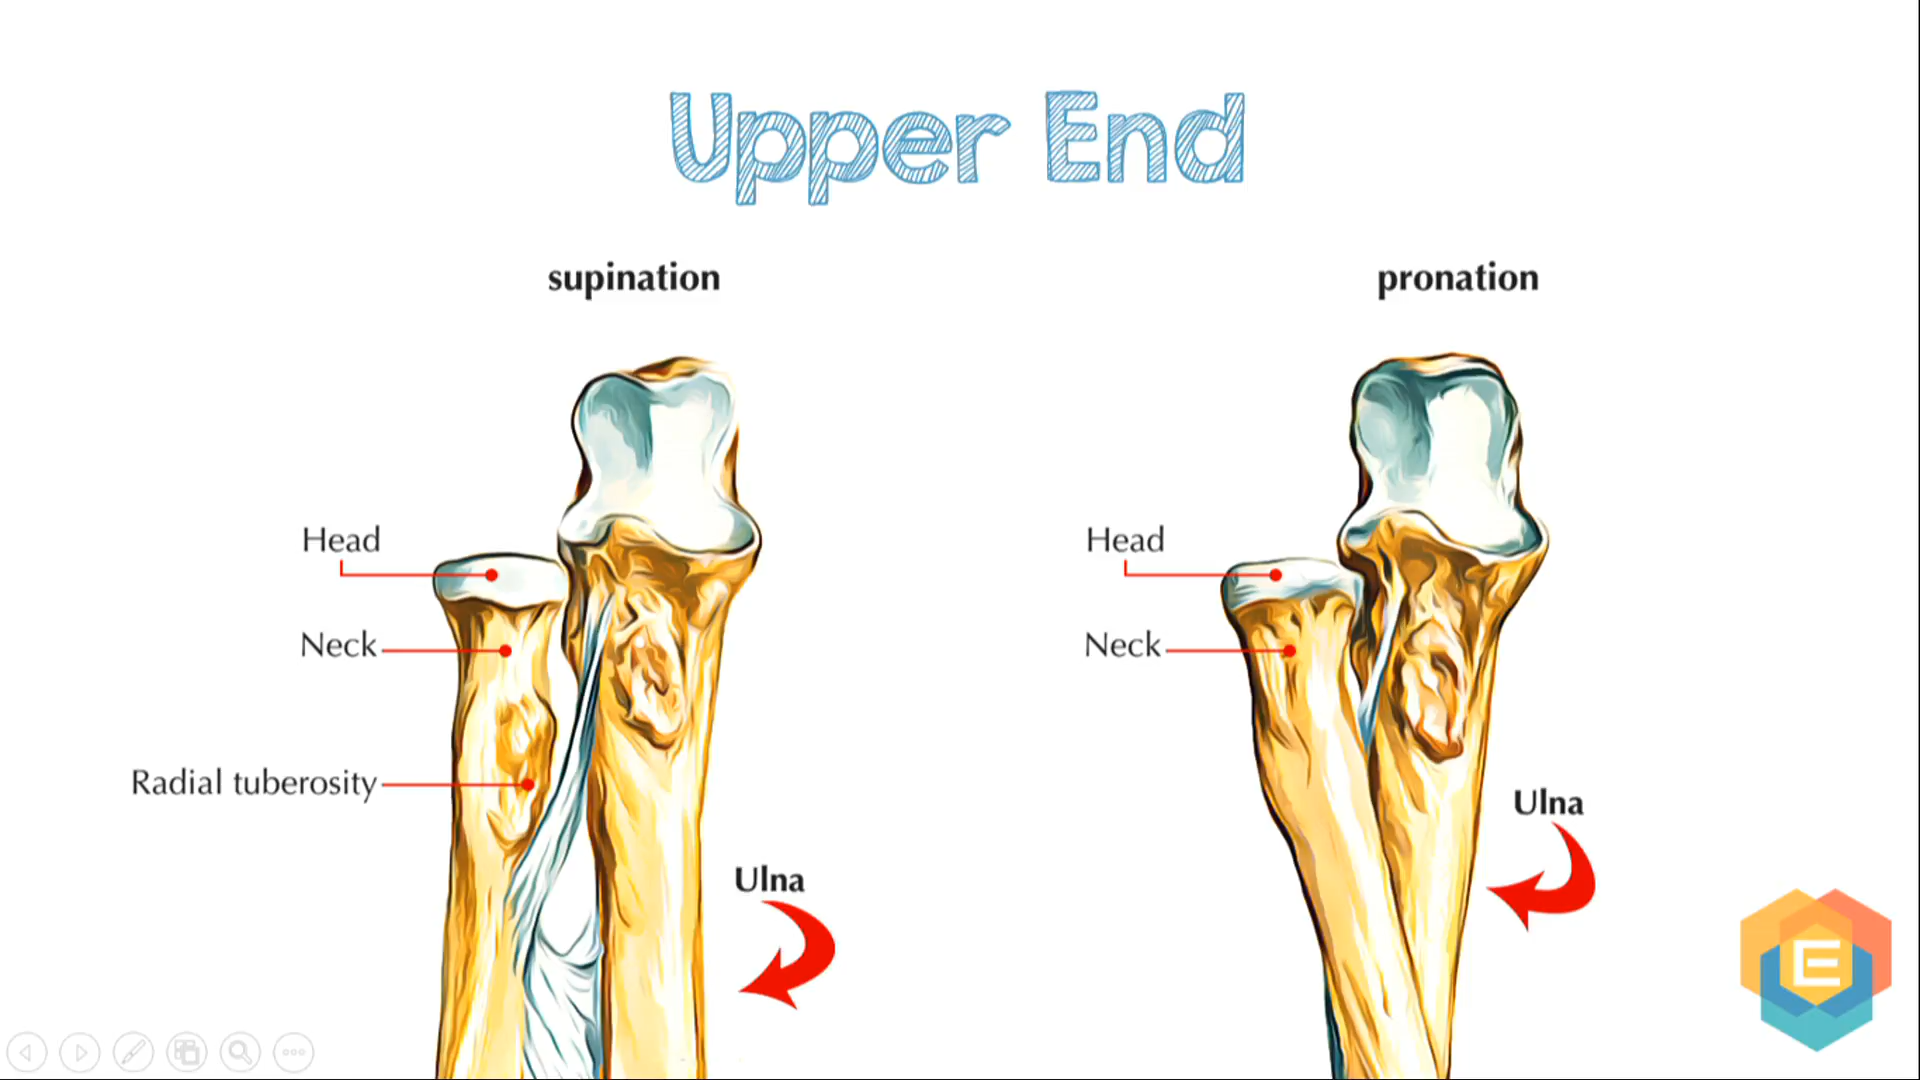 Upper End
supination
pronation
Head
Head
Neck
Neck
Radial tuberosity
Ulna
Ulna
E